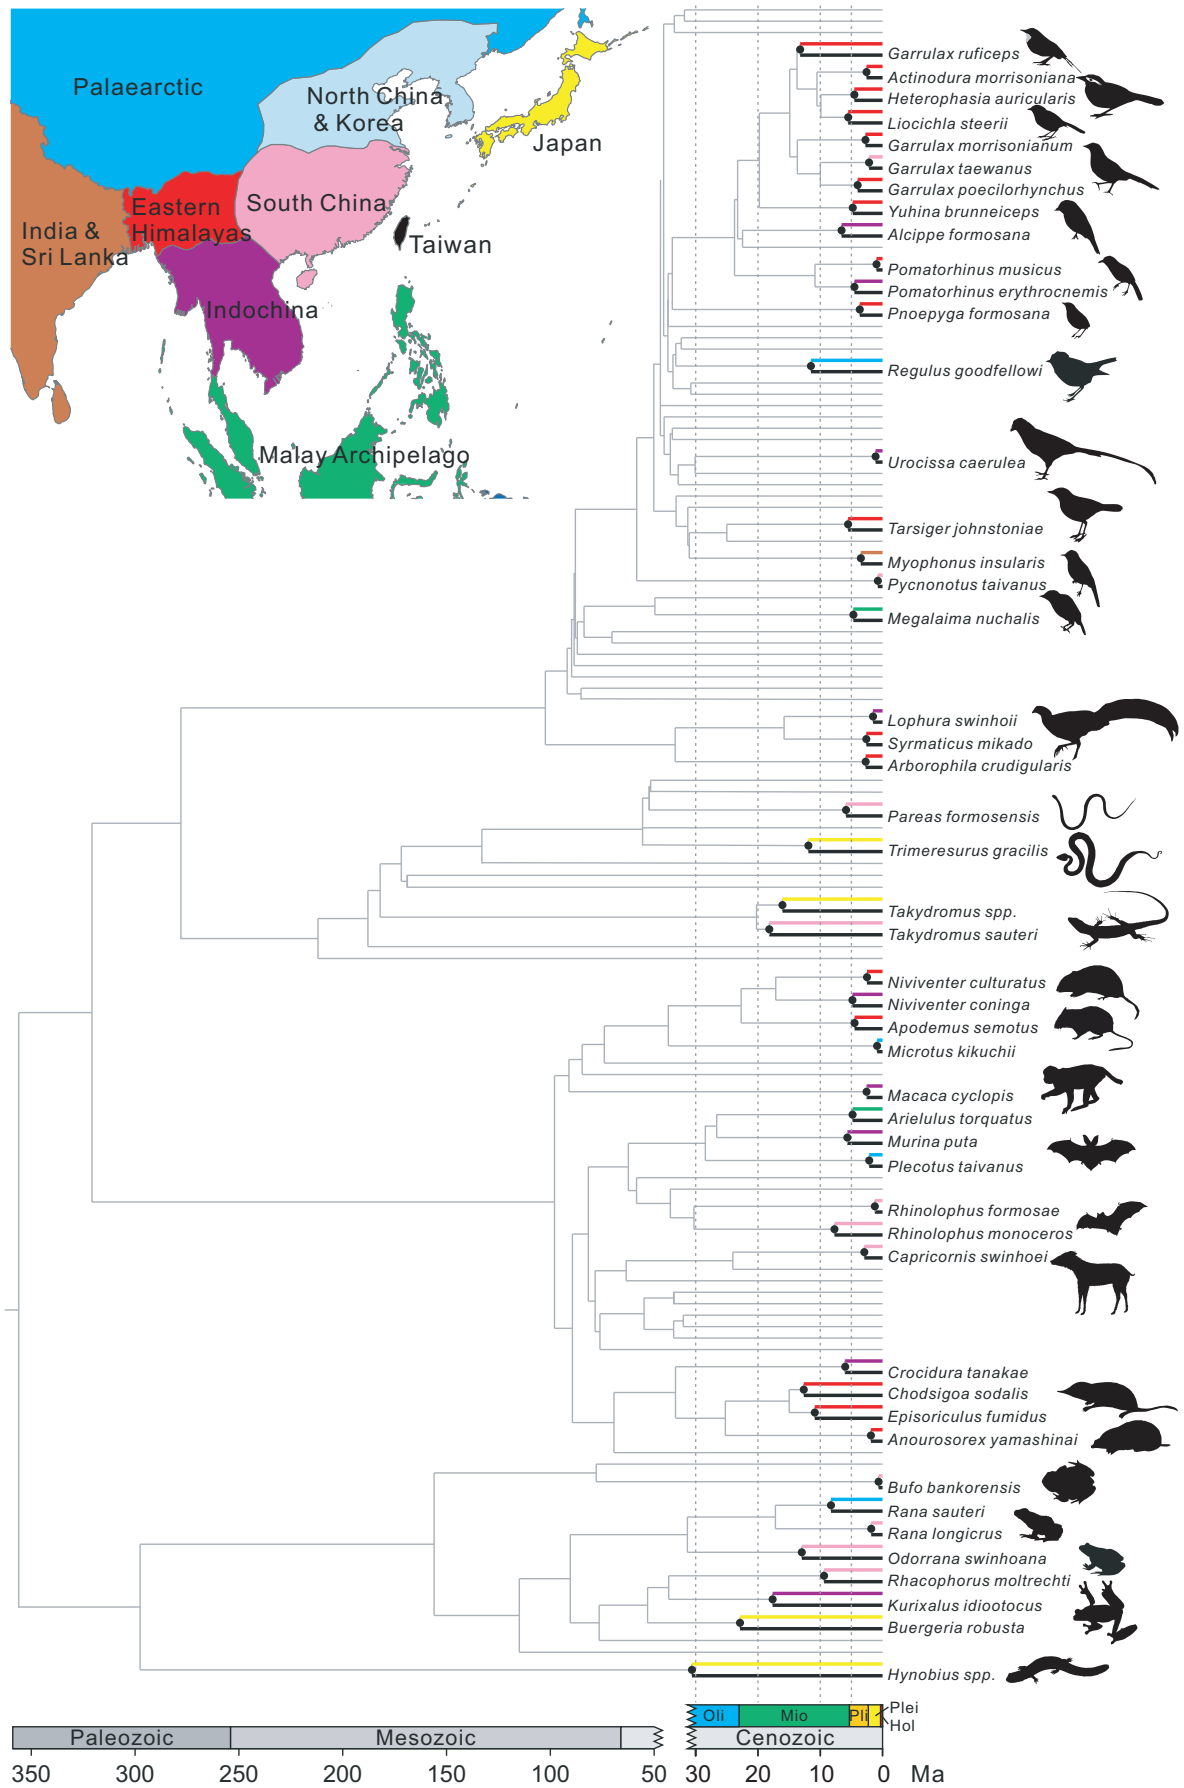 Palaearctic
North China
& Korea
Japan
Eastern
Himalayas
South China
India &
Sri Lanka
Taiwan
Indochina
Malay Archipelago
Garrulax ruficeps
Actinodura morrisoniana
Heterophasia auricularis
Liocichla steerii
Garrulax morrisonianum
Garrulax taewanus
Garrulax poecilorhynchus
Yuhina brunneiceps
Alcippe formosana
Pomatorhinus musicus
Pomatorhinus erythrocnemis
Pnoepyga formosana
Regulus goodfellowi
Urocissa caerulea
Tarsiger johnstoniae
Myophonus insularis
Pycnonotus taivanus
Megalaima nuchalis
Lophura swinhoii
Syrmaticus mikado
Arborophila crudigularis
Pareas formosensis
Trimeresurus gracilis
Takydromus spp.
Takydromus sauteri
Niviventer culturatus
Niviventer coninga
Apodemus semotus
Microtus kikuchii
Macaca cyclopis
Arielulus torquatus
Murina puta
Plecotus taivanus
Rhinolophus formosae
Rhinolophus monoceros
Capricornis swinhoei
Crocidura tanakae
Chodsigoa sodalis
Episoriculus fumidus
Anourosorex yamashinai
Bufo bankorensis
Rana sauteri
Rana longicrus
Odorrana swinhoana
Rhacophorus moltrechti
Kurixalus idiootocus
Buergeria robusta
Hynobius spp.
Oli Mio Pli Plei
Hol
Paleozoic Mesozoic Cenozoic
350 300 250 200 150 100 50 30 20 10 0 Ma